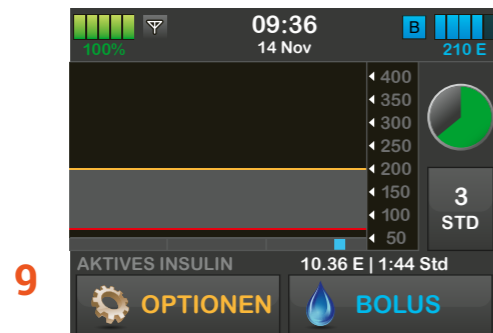 09:36
B
100%
14 Nov
210 E
400
350
300
250
200
150
100
50
3
STD
AKTIVES INSULIN 10.36 E | 1:44 Std
9
OPTIONEN
BOLUS